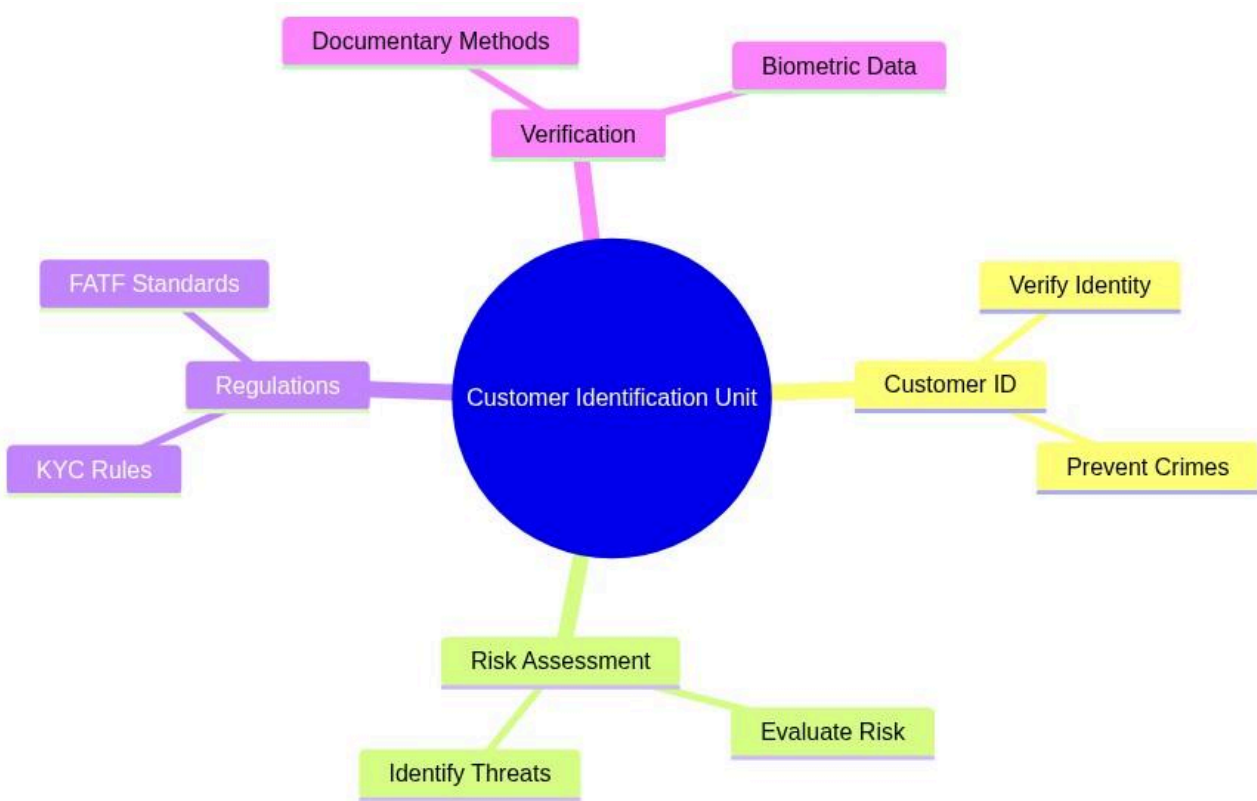 Documentary Methods
Biometric Data
Verification
FATF Standards
Verify Identity
Regulations
Customer Identification Unit
Customer ID
KYC Rules
Prevent Crimes
Risk Assessment
Evaluate Risk
Identify Threats